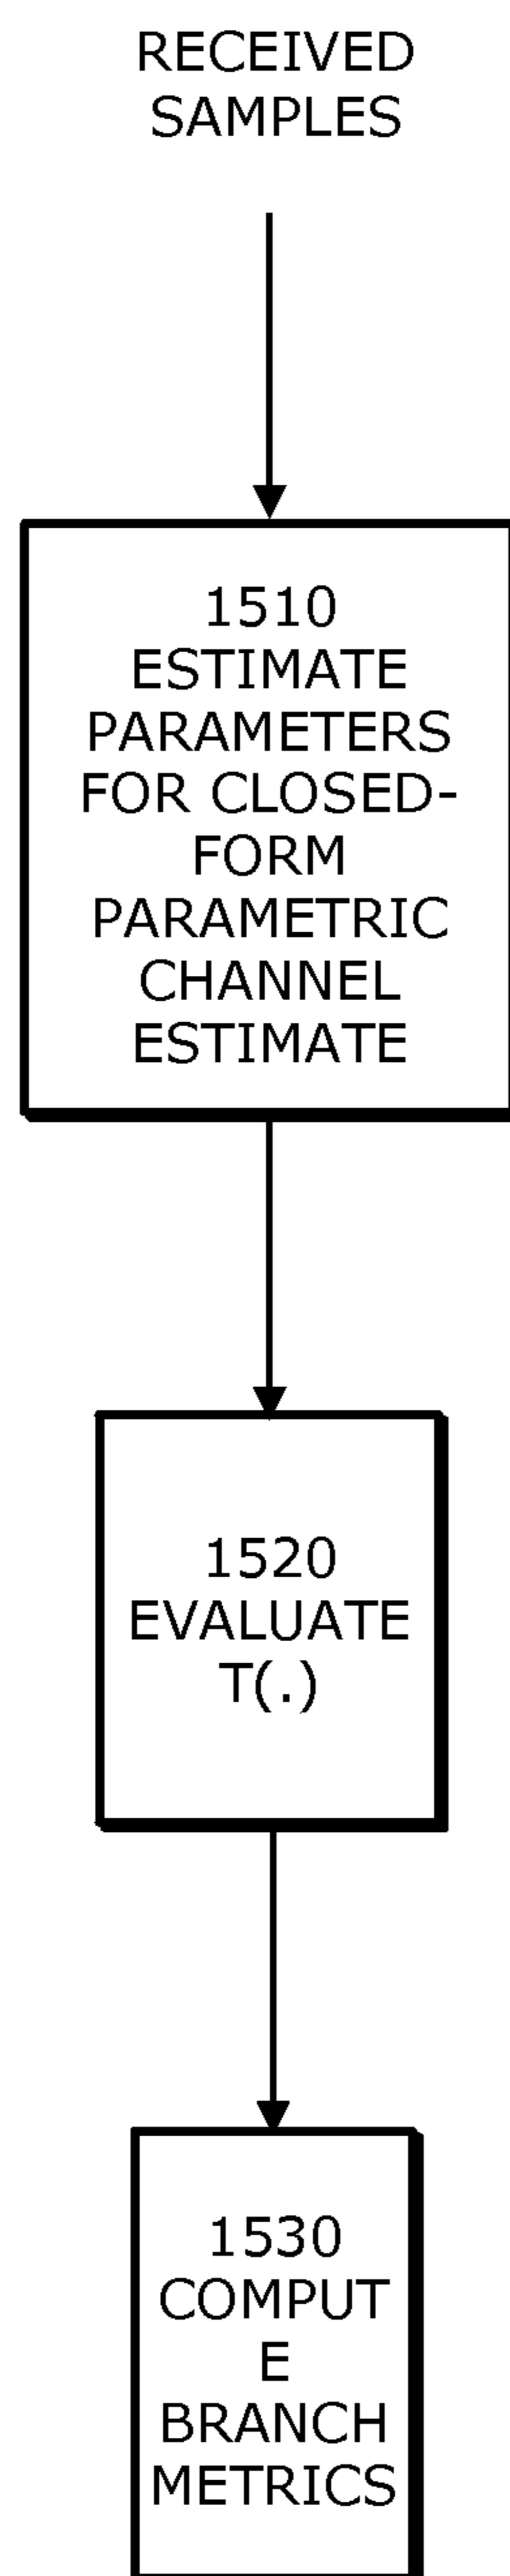 RECEIVED
SAMPLES
1510
ESTIMATE
PARAMETERS
FOR CLOSED-
FORM
PARAMETRIC
CHANNEL
ESTIMATE
1520
EVALUATE
T(.)
1530
COMPUT
E
BRANCH
METRICS